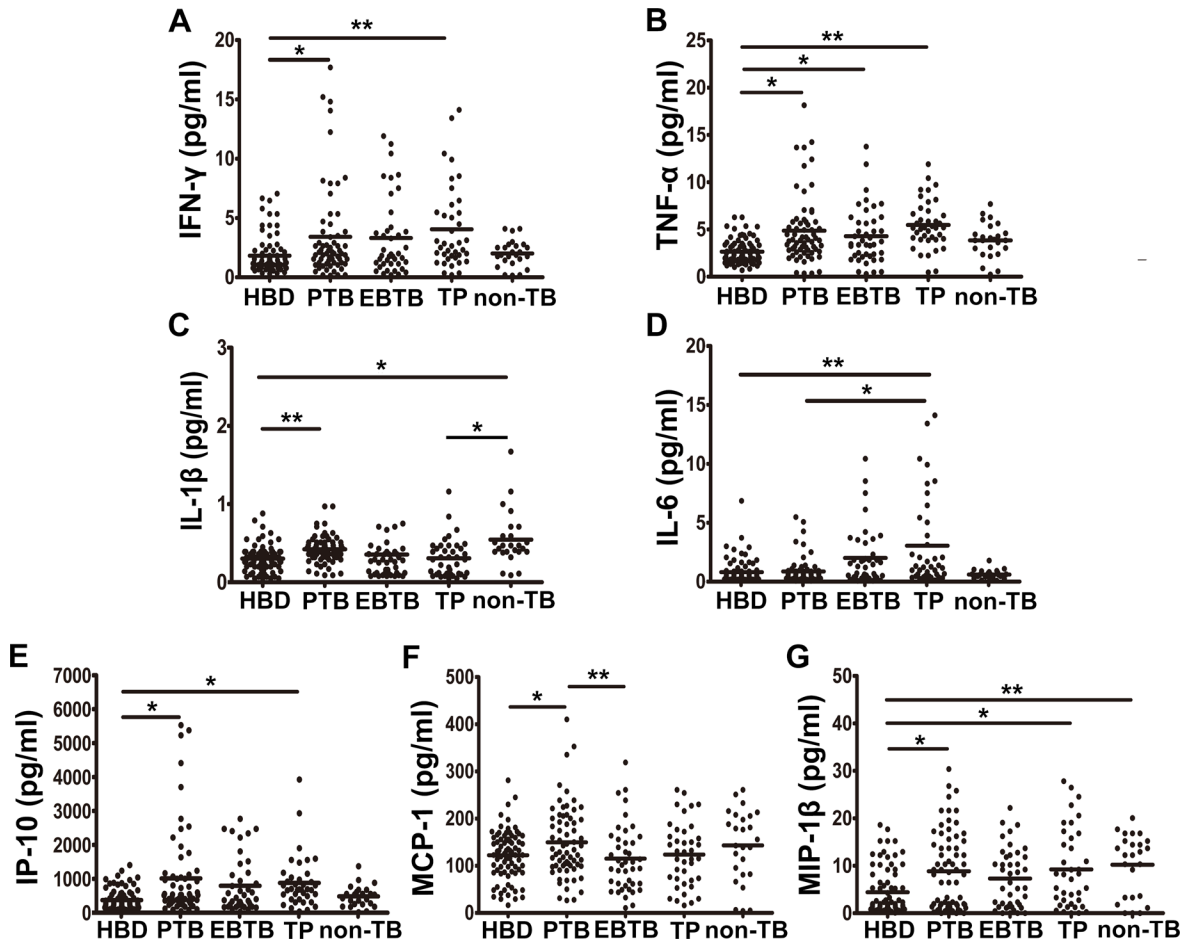 A
IFN-γ (pg/ml)
20
15
10
5
0
**
*
HBD PTB EBTB TP non-TB
B
TNF-α (pg/ml)
25
20
15
10
5
0
**
*
*
HBD PTB EBTB TP non-TB
C
IL-1β (pg/ml)
3
2
1
0
*
**
*
HBD PTB EBTB TP non-TB
D
IL-6 (pg/ml)
20
15
10
5
0
**
*
HBD PTB EBTB TP non-TB
E
IP-10 (pg/ml)
7000
6000
5000
4000
3000
2000
1000
0
*
*
HBD PTB EBTB TP non-TB
F
MCP-1 (pg/ml)
500
400
300
200
100
0
*
**
HBD PTB EBTB TP non-TB
G
MIP-1β (pg/ml)
50
40
30
20
10
0
**
*
*
HBD PTB EBTB TP non-TB